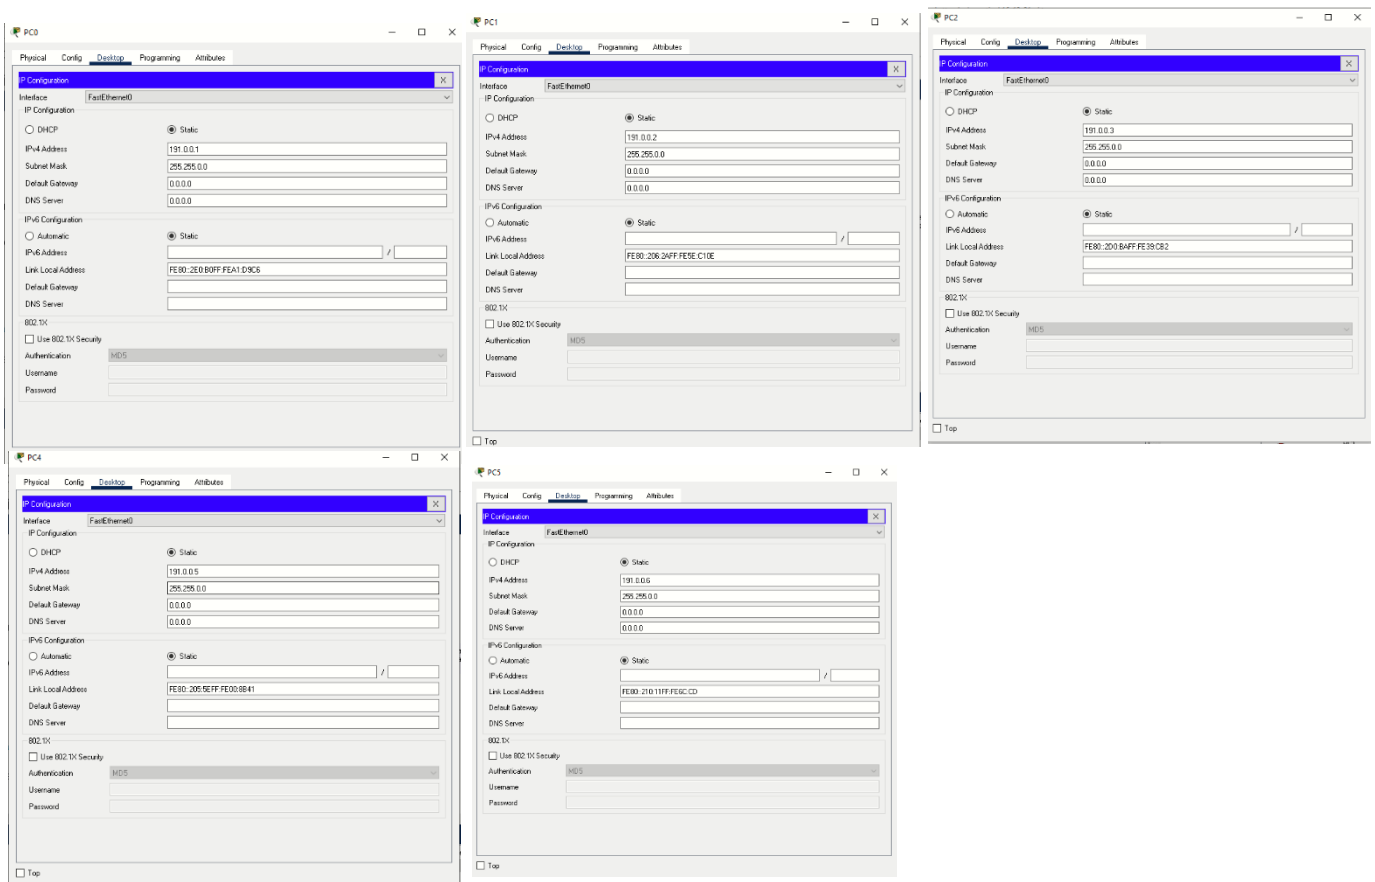 PC0
Physical Config Desktop Programming Attributes
IP Configuration X
Interface FastEthernet0
IP Configuration
DHCP Static
IPv4 Address 191.0.0.1
Subnet Mask 255.255.0.0
Default Gateway 0.0.0.0
DNS Server 0.0.0.0
IPv6 Configuration
Automatic Static
IPv6 Address /
Link Local Address FE80::2E0:B0FF:FEA1:D9C6
Default Gateway
DNS Server
802.1X
Use 802.1X Security
Authentication MD5
Username
Password
PC1
Physical Config Desktop Programming Attributes
IP Configuration X
Interface FastEthernet0
IP Configuration
DHCP Static
IPv4 Address 191.0.0.2
Subnet Mask 255.255.0.0
Default Gateway 0.0.0.0
DNS Server 0.0.0.0
IPv6 Configuration
Automatic Static
IPv6 Address /
Link Local Address FE80::206:2AFF:FE5E:C10E
Default Gateway
DNS Server
802.1X
Use 802.1X Security
Authentication MD5
Username
Password
Top
PC2
Physical Config Desktop Programming Attributes
IP Configuration X
Interface FastEthernet0
IP Configuration
DHCP Static
IPv4 Address 191.0.0.3
Subnet Mask 255.255.0.0
Default Gateway 0.0.0.0
DNS Server 0.0.0.0
IPv6 Configuration
Automatic Static
IPv6 Address /
Link Local Address FE80::2D0:BAFF:FE39:CB2
Default Gateway
DNS Server
802.1X
Use 802.1X Security
Authentication MD5
Username
Password
Top
PC4
Physical Config Desktop Programming Attributes
IP Configuration X
Interface FastEthernet0
IP Configuration
DHCP Static
IPv4 Address 191.0.0.5
Subnet Mask 255.255.0.0
Default Gateway 0.0.0.0
DNS Server 0.0.0.0
IPv6 Configuration
Automatic Static
IPv6 Address /
Link Local Address FE80::205:5EFF:FE00:8B41
Default Gateway
DNS Server
802.1X
Use 802.1X Security
Authentication MD5
Username
Password
Top
PC5
Physical Config Desktop Programming Attributes
IP Configuration X
Interface FastEthernet0
IP Configuration
DHCP Static
IPv4 Address 191.0.0.6
Subnet Mask 255.255.0.0
Default Gateway 0.0.0.0
DNS Server 0.0.0.0
IPv6 Configuration
Automatic Static
IPv6 Address /
Link Local Address FE80::210:11FF:FE6C:CD
Default Gateway
DNS Server
802.1X
Use 802.1X Security
Authentication MD5
Username
Password
Top